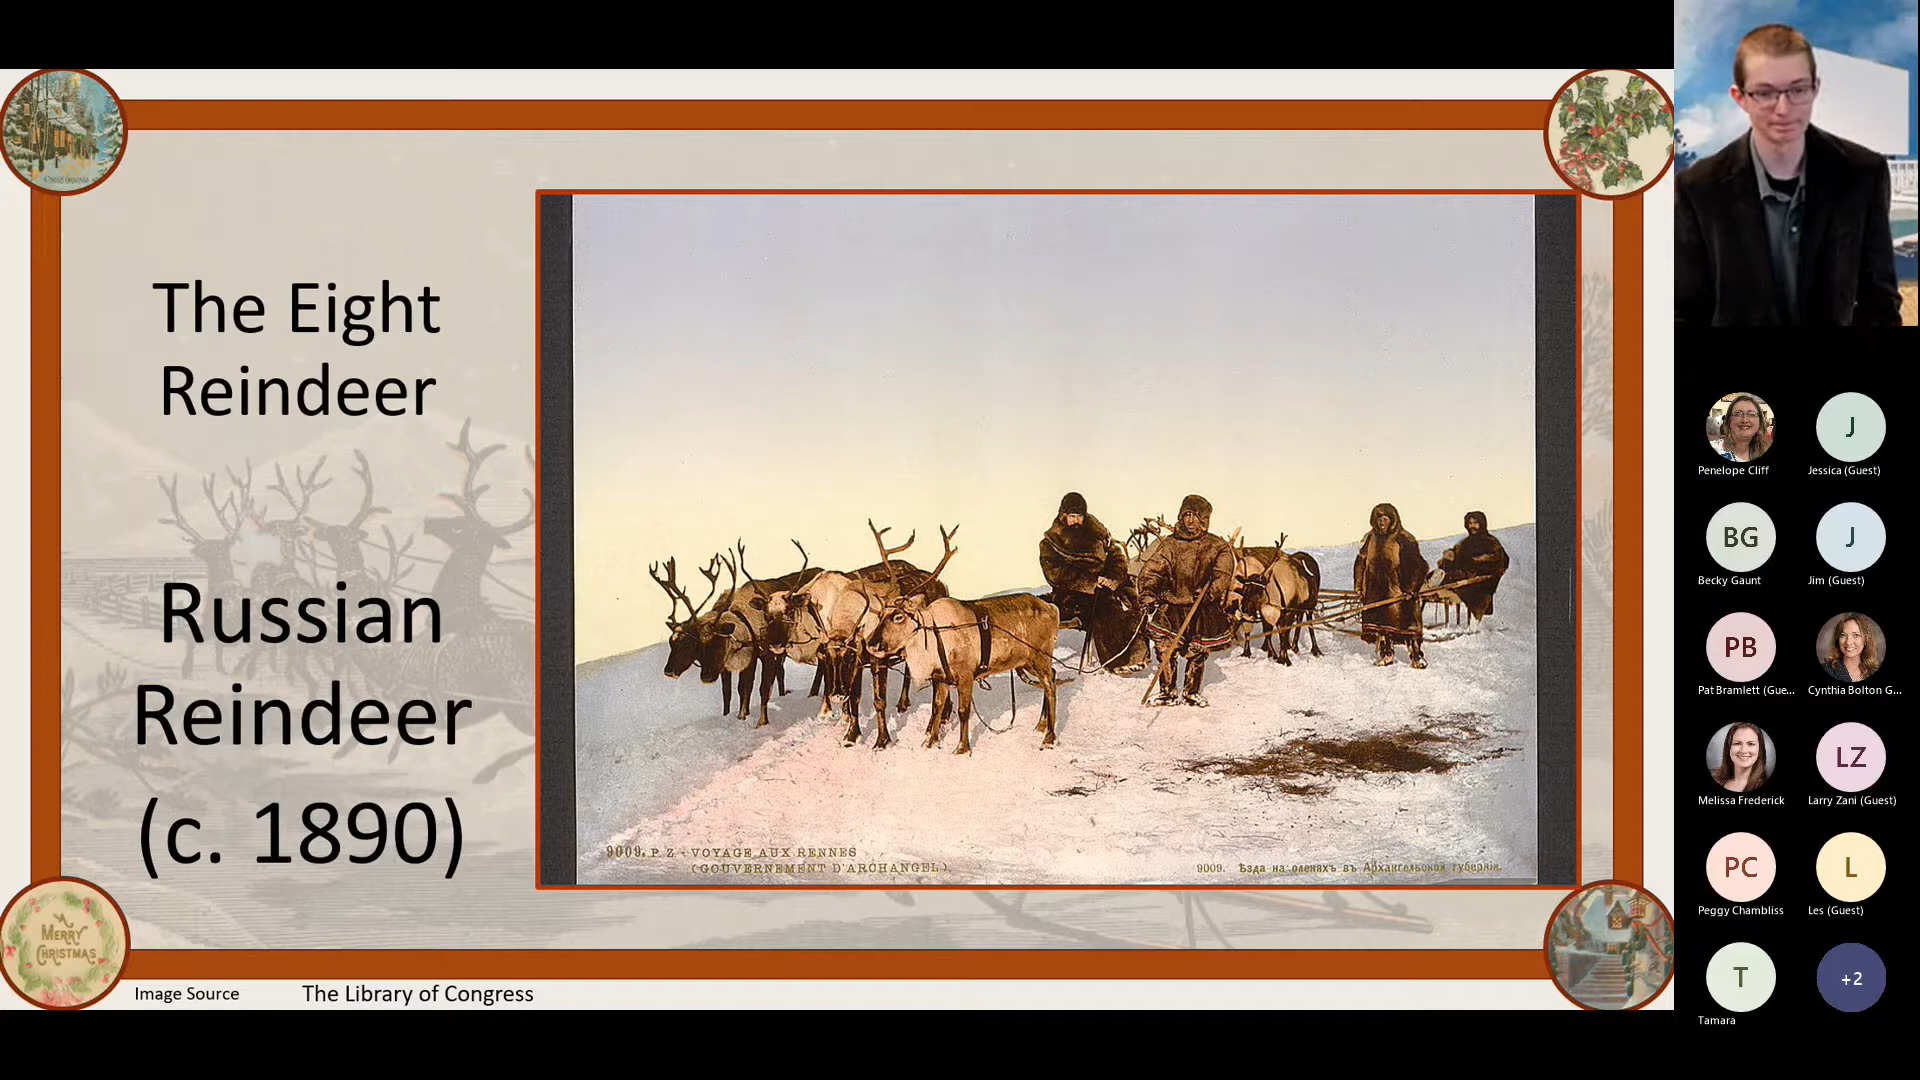 The Eight
Reindeer
Russian
Reindeer
(c. 1890)
9009. P. Z - VOYAGE AUX RENNES
(GOUVERNEMENT D'ARCHANGEL).
9009. Ѣзда на оленяхъ въ Архангельской губерніи.
A
MERRY
CHRISTMAS
Image Source
The Library of Congress
Penelope Cliff
J
Jessica (Guest)
BG
Becky Gaunt
J
Jim (Guest)
PB
Pat Bramlett (Gue...
Cynthia Bolton G...
Melissa Frederick
LZ
Larry Zani (Guest)
PC
Peggy Chambliss
L
Les (Guest)
T
Tamara
+2